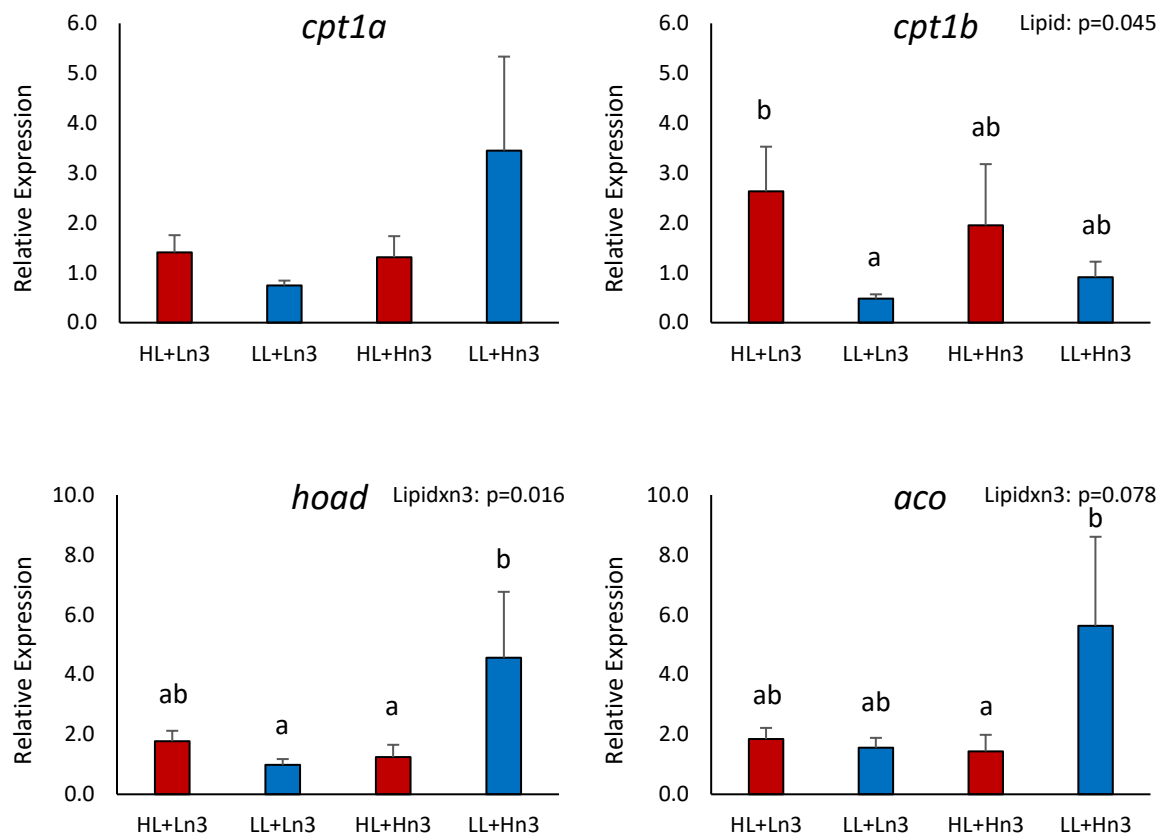 cpt1a
6.0
5.0
4.0
3.0
2.0
1.0
0.0
Relative Expression
HL+Ln3 LL+Ln3 HL+Hn3 LL+Hn3
cpt1b
Lipid: p=0.045
6.0
5.0
4.0
3.0
2.0
1.0
0.0
Relative Expression
b
a
ab
ab
HL+Ln3 LL+Ln3 HL+Hn3 LL+Hn3
hoad
Lipidxn3: p=0.016
10.0
8.0
6.0
4.0
2.0
0.0
Relative Expression
ab
a
a
b
HL+Ln3 LL+Ln3 HL+Hn3 LL+Hn3
aco
Lipidxn3: p=0.078
10.0
8.0
6.0
4.0
2.0
0.0
Relative Expression
ab
ab
a
b
HL+Ln3 LL+Ln3 HL+Hn3 LL+Hn3